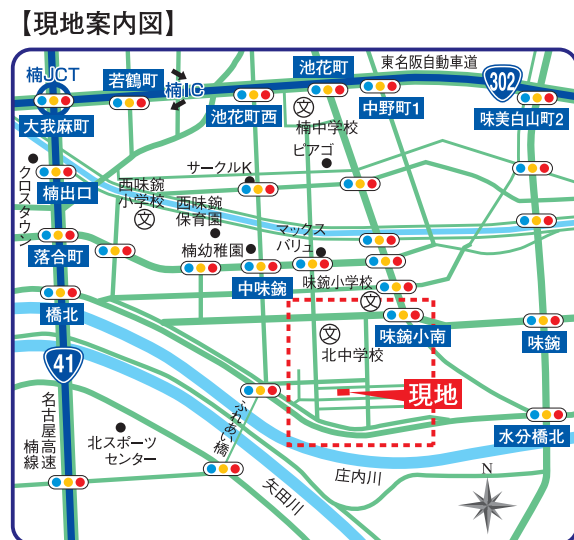 【現地案内図】
東名阪自動車道
池花町
楠JCT
若鶴町
楠IC
302
大我麻町
池花町西
中野町1
味美白山町2
文
楠中学校
ピアゴ
サークルK
クロスタウン
楠出口
西味鋺
小学校
文
西味鋺
保育園
マックス
バリュ
落合町
楠幼稚園
中味鋺
味鋺小学校
文
橋北
味鋺小南
味鋺
文
北中学校
41
現地
名古屋高速
楠線
ふれあい橋
北スポーツ
センター
水分橋北
庄内川
矢田川
N